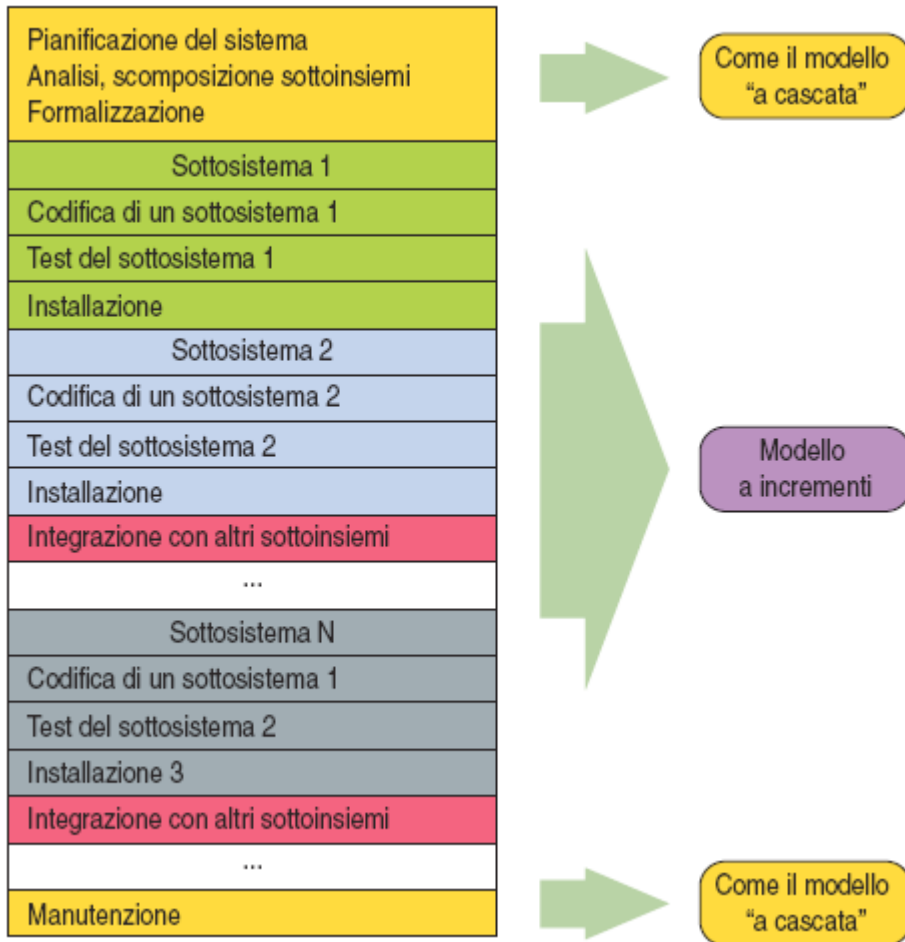 Pianificazione del sistema
Analisi, scomposizione sottoinsiemi
Formalizzazione
Come il modello
“a cascata”
Sottosistema 1
Codifica di un sottosistema 1
Test del sottosistema 1
Installazione
Sottosistema 2
Codifica di un sottosistema 2
Test del sottosistema 2
Installazione
Integrazione con altri sottoinsiemi
...
Sottosistema N
Codifica di un sottosistema 1
Test del sottosistema 2
Installazione 3
Integrazione con altri sottoinsiemi
...
Modello
a incrementi
Manutenzione
Come il modello
“a cascata”